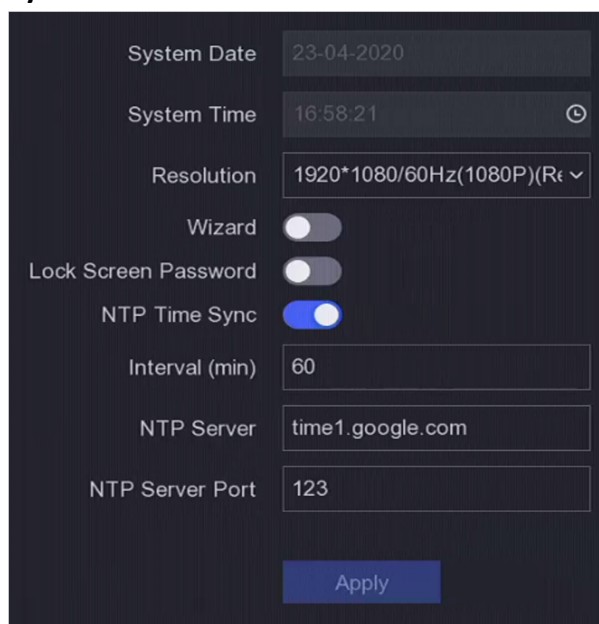 System Date 23-04-2020
System Time 16:58:21
Resolution 1920*1080/60Hz(1080P)(Re
Wizard
Lock Screen Password
NTP Time Sync
Interval (min) 60
NTP Server time1.google.com
NTP Server Port 123
Apply